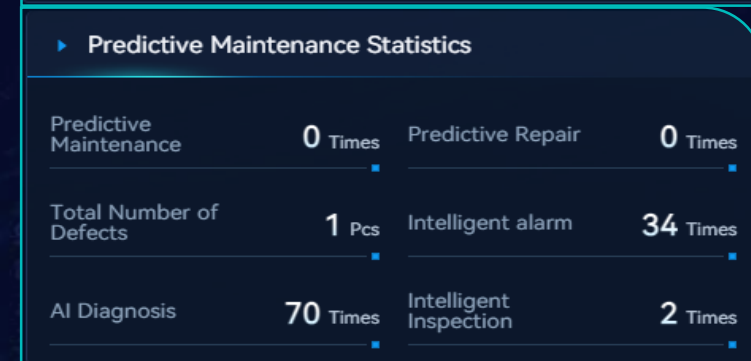 Predictive Maintenance Statistics
Predictive
Maintenance
0 Times
Predictive Repair
0 Times
Total Number of
Defects
1 Pcs
Intelligent alarm
34 Times
AI Diagnosis
70 Times
Intelligent
Inspection
2 Times